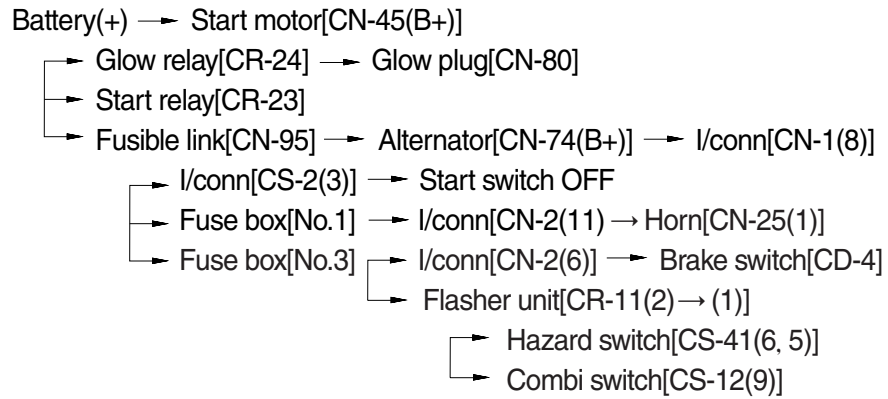 Battery(+) → Start motor[CN-45(B+)]
Glow relay[CR-24] → Glow plug[CN-80]
Start relay[CR-23]
Fusible link[CN-95] → Alternator[CN-74(B+)] → I/conn[CN-1(8)]
I/conn[CS-2(3)] → Start switch OFF
Fuse box[No.1] → I/conn[CN-2(11) → Horn[CN-25(1)]
Fuse box[No.3] → I/conn[CN-2(6)] → Brake switch[CD-4]
Flasher unit[CR-11(2) → (1)]
Hazard switch[CS-41(6, 5)]
Combi switch[CS-12(9)]